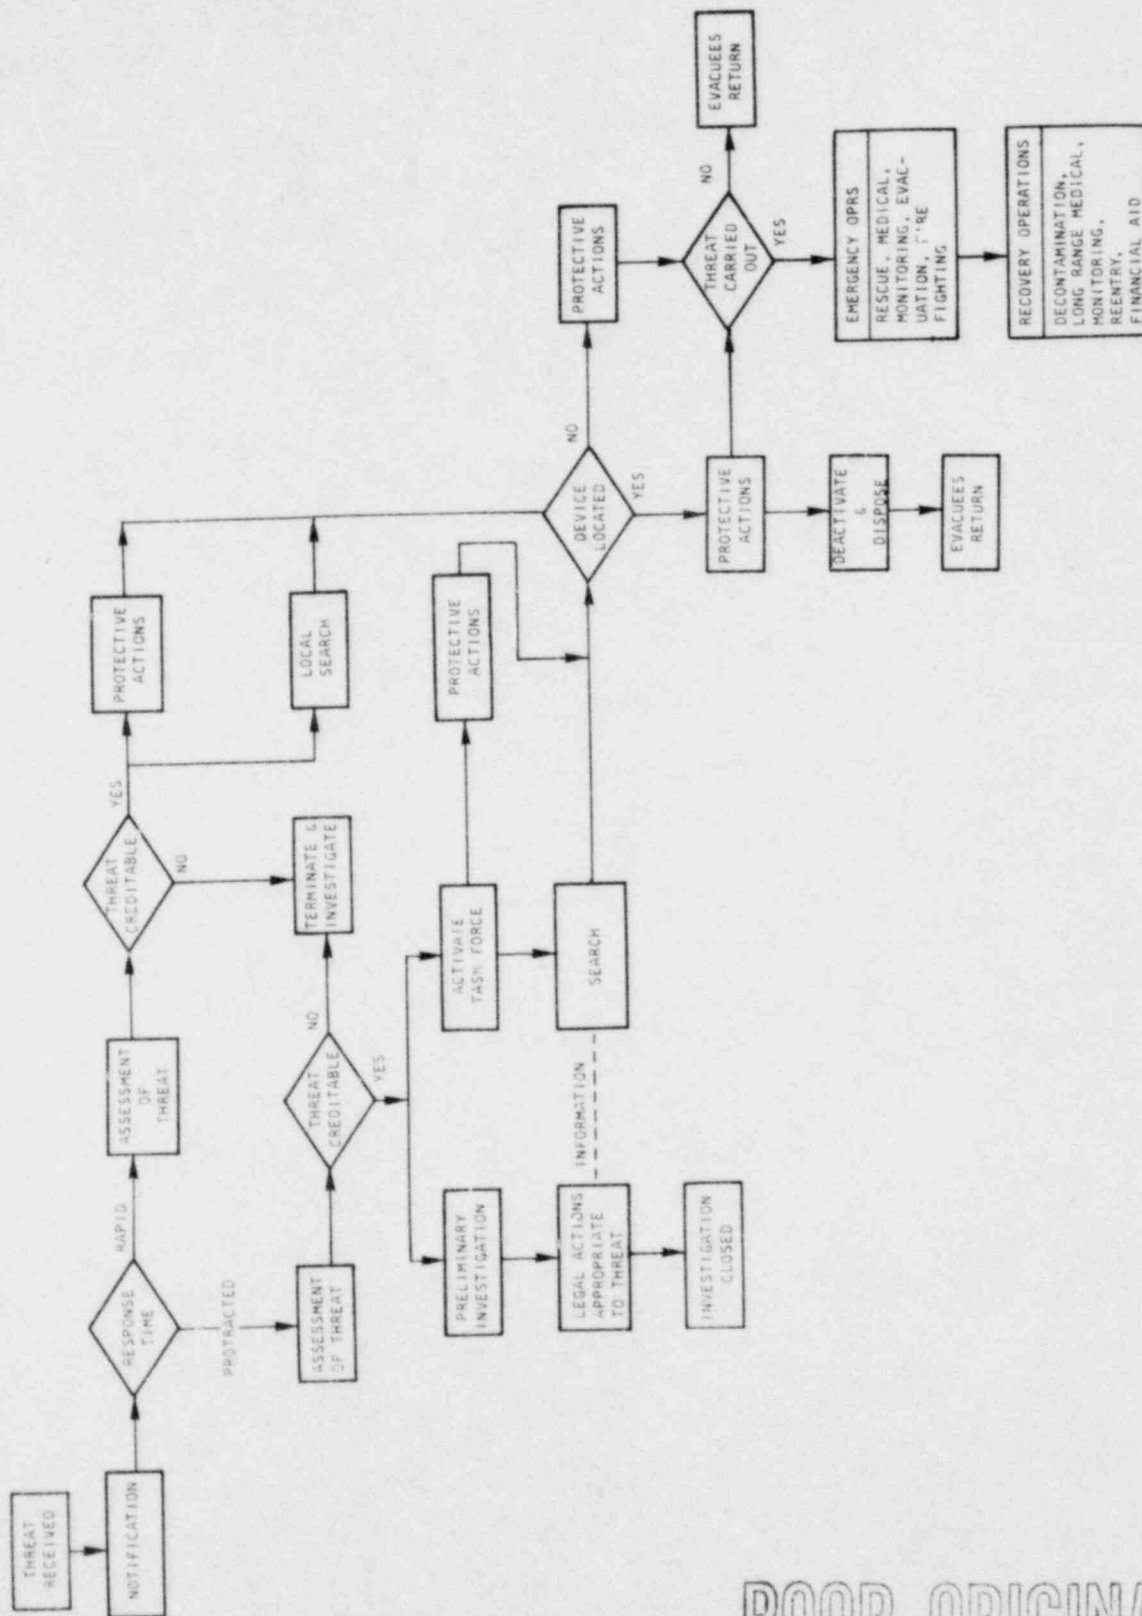 THREAT
RECEIVED
NOTIFICATION
RESPONSE
TIME
RAPID
PROTRACTED
ASSESSMENT
OF
THREAT
THREAT
CREDITABLE
YES
NO
PROTECTIVE
ACTIONS
LOCAL
SEARCH
TERMINATE &
INVESTIGATE
ASSESSMENT
OF THREAT
THREAT
CREDITABLE
NO
YES
ACTIVATE
TASK FORCE
PROTECTIVE
ACTIONS
SEARCH
PRELIMINARY
INVESTIGATION
LEGAL ACTIONS
APPROPRIATE
TO THREAT
INFORMATION
INVESTIGATION
CLOSED
DEVICE
LOCATED
NO
YES
PROTECTIVE
ACTIONS
PROTECTIVE
ACTIONS
DEACTIVATE
&
DISPOSE
EVACUEES
RETURN
THREAT
CARRIED
OUT
NO
YES
EVACUEES
RETURN
EMERGENCY OPRS
RESCUE, MEDICAL,
MONITORING, EVAC-
UATION,
FIGHTING
RECOVERY OPERATIONS
DECONTAMINATION,
LONG RANGE MEDICAL,
MONITORING,
REENTRY,
FINANCIAL AID
POOR